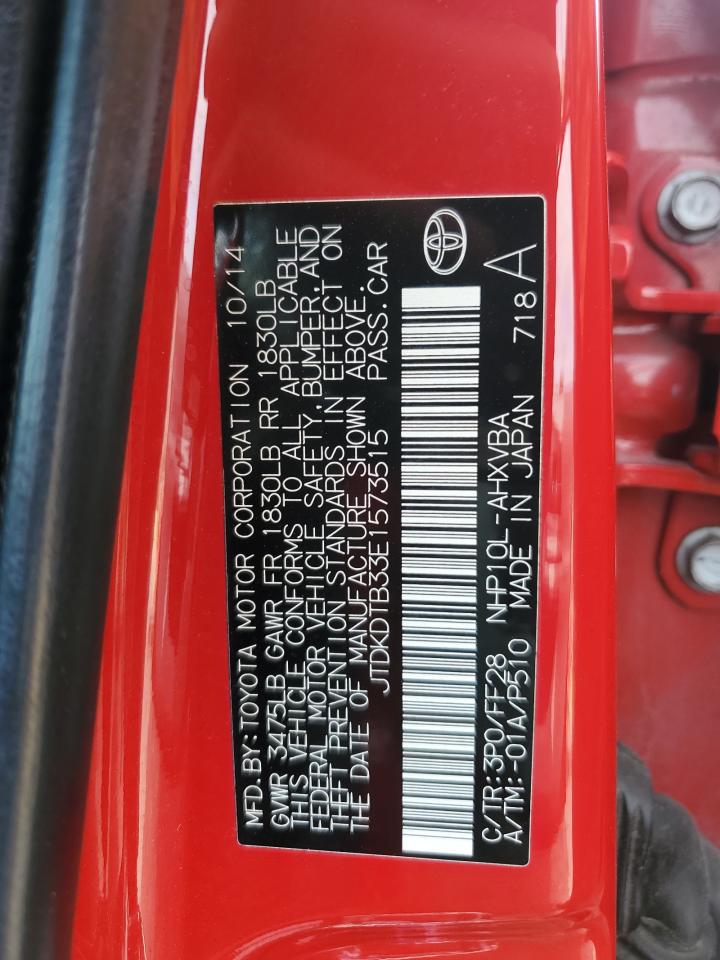 MFD. BY: TOYOTA MOTOR CORPORATION 10/14
GVWR 3475LB GAWR FR 1830LB RR 1830LB
THIS VEHICLE CONFORMS TO ALL APPLICABLE
FEDERAL MOTOR VEHICLE SAFETY, BUMPER, AND
THEFT PREVENTION STANDARDS IN EFFECT ON
THE DATE OF MANUFACTURE SHOWN ABOVE.
JTDKDTB33E1573515 PASS. CAR
C/TR: 3P0/FF28 NHP10L-AHXVBA 718 A
A/TM: -01A/P510 MADE IN JAPAN